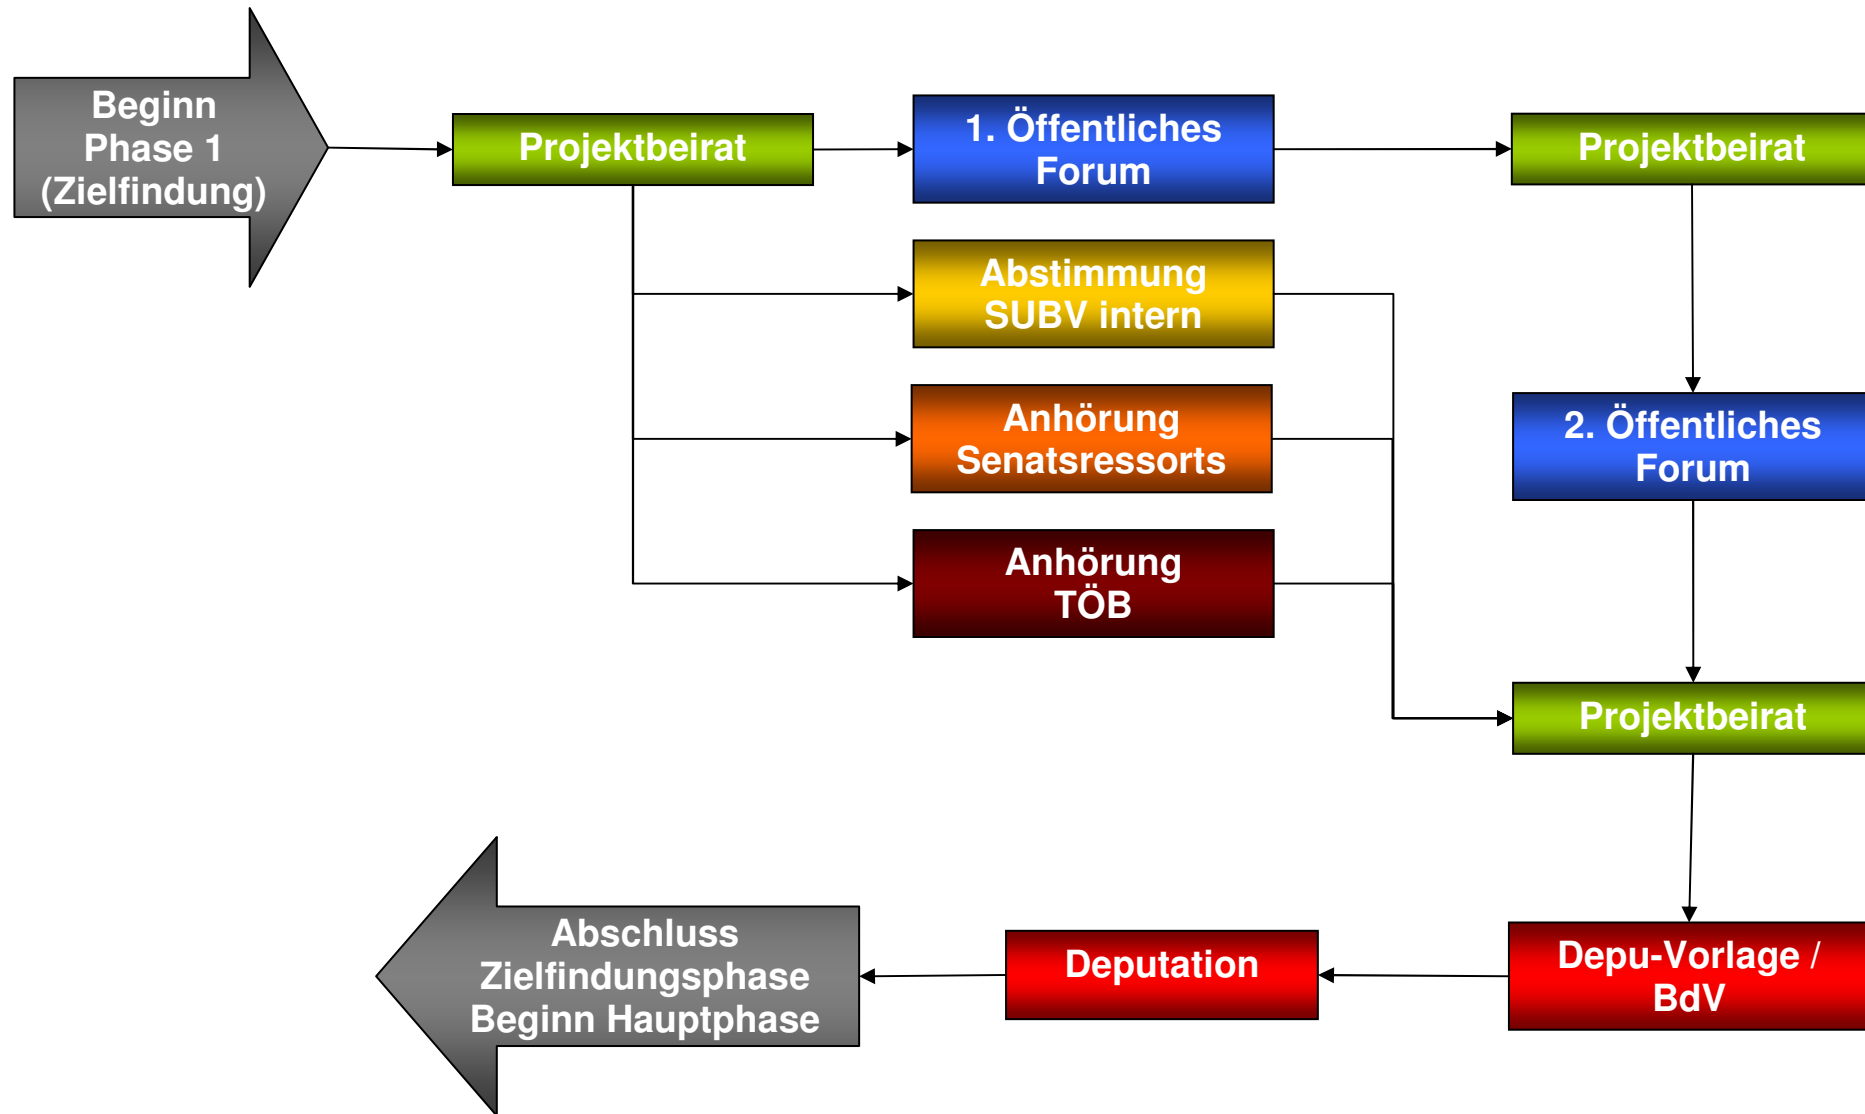 Beginn
Phase 1
(Zielfindung)
Projektbeirat
1. Öffentliches
Forum
Projektbeirat
Abstimmung
SUBV intern
Anhörung
Senatsressorts
2. Öffentliches
Forum
Anhörung
TÖB
Projektbeirat
Depu-Vorlage /
BdV
Deputation
Abschluss
Zielfindungsphase
Beginn Hauptphase